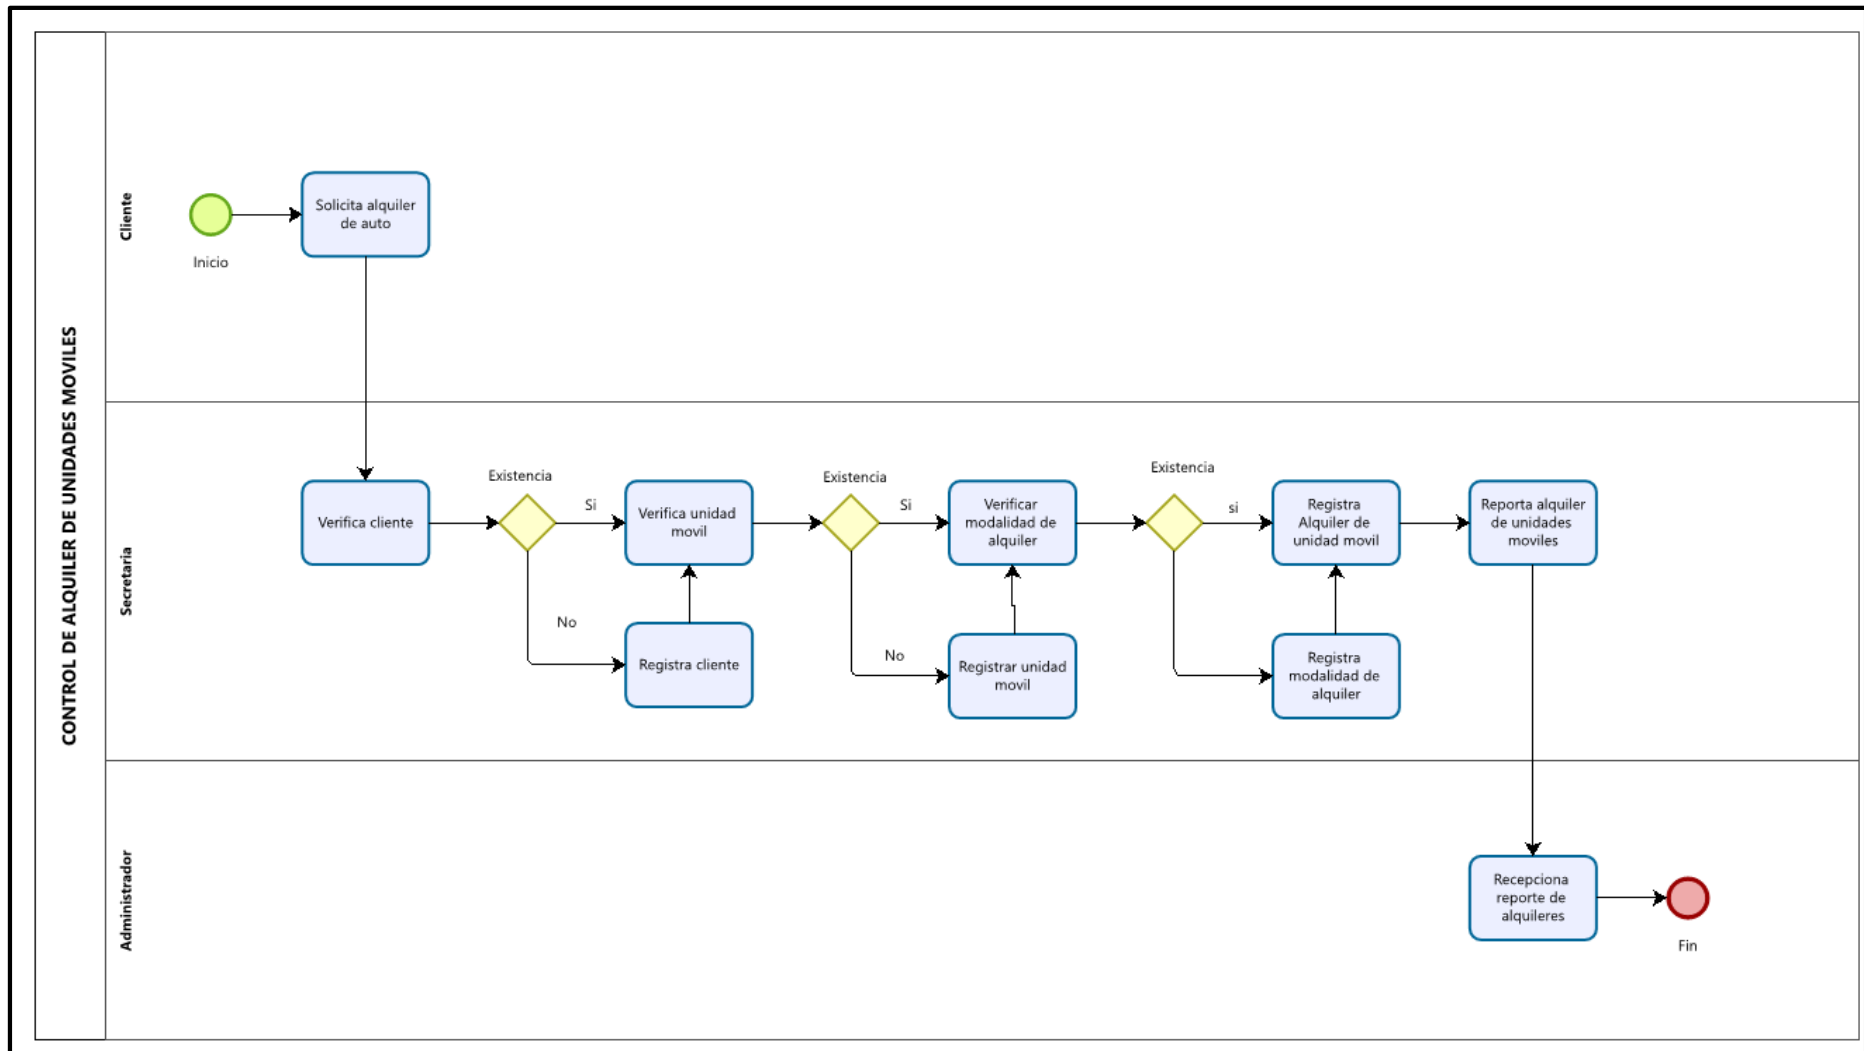 CONTROL DE ALQUILER DE UNIDADES MOVILES
Cliente
Inicio
Solicita alquiler
de auto
Secretaria
Verifica cliente
Existencia
Si
No
Verifica unidad
movil
Registra cliente
Existencia
Si
No
Verificar
modalidad de
alquiler
Registrar unidad
movil
Existencia
si
Registra
Alquiler de
unidad movil
Registra
modalidad de
alquiler
Reporta alquiler
de unidades
moviles
Administrador
Recepciona
reporte de
alquileres
Fin